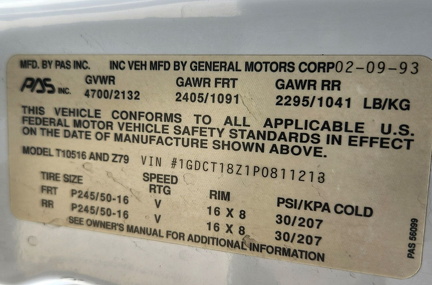 MFD. BY PAS INC. INC VEH MFD BY GENERAL MOTORS CORP 02-09-93
PAS INC. GVWR GAWR FRT GAWR RR
4700/2132 2405/1091 2295/1041 LB/KG
THIS VEHICLE CONFORMS TO ALL APPLICABLE U.S.
FEDERAL MOTOR VEHICLE SAFETY STANDARDS IN EFFECT
ON THE DATE OF MANUFACTURE SHOWN ABOVE.
MODEL T10516 AND Z79 VIN #1GDCT18Z1P0811213
TIRE SIZE SPEED RTG RIM PSI/KPA COLD
FRT P245/50-16 V 16 X 8 30/207
RR P245/50-16 V 16 X 8 30/207
SEE OWNER'S MANUAL FOR ADDITIONAL INFORMATION
PAS 56099